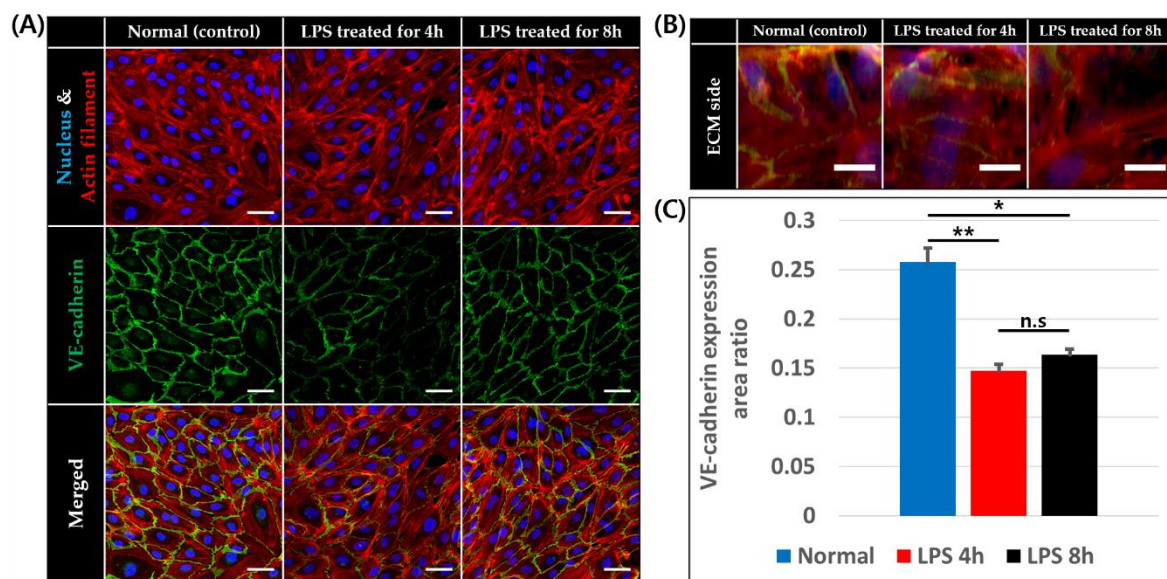 (A)
Normal (control) LPS treated for 4h LPS treated for 8h
Nucleus &
Actin filament
VE-cadherin
Merged
(B)
Normal (control) LPS treated for 4h LPS treated for 8h
ECM side
(C)
VE-cadherin expression
area ratio
0.3
0.25
0.2
0.15
0.1
0.05
0
*
**
n.s
Normal LPS 4h LPS 8h